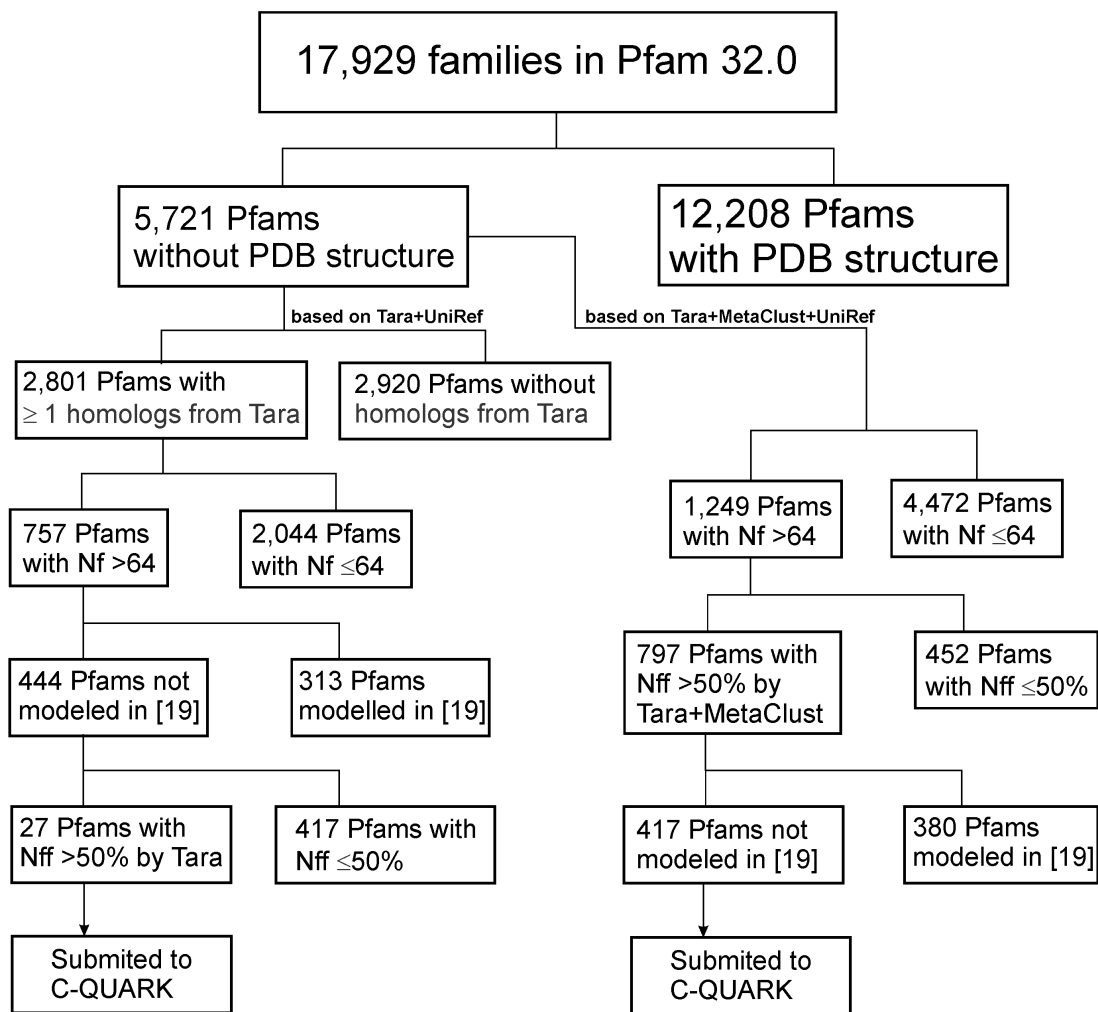 17,929 families in Pfam 32.0
5,721 Pfams
without PDB structure
12,208 Pfams
with PDB structure
based on Tara+UniRef
based on Tara+MetaClust+UniRef
2,801 Pfams with
≥ 1 homologs from Tara
2,920 Pfams without
homologs from Tara
757 Pfams
with Nf >64
2,044 Pfams
with Nf ≤64
1,249 Pfams
with Nf >64
4,472 Pfams
with Nf ≤64
444 Pfams not
modeled in [19]
313 Pfams
modelled in [19]
797 Pfams with
Nff >50% by
Tara+MetaClust
452 Pfams
with Nff ≤50%
27 Pfams with
Nff >50% by Tara
417 Pfams with
Nff ≤50%
417 Pfams not
modeled in [19]
380 Pfams
modeled in [19]
Submited to
C-QUARK
Submited to
C-QUARK